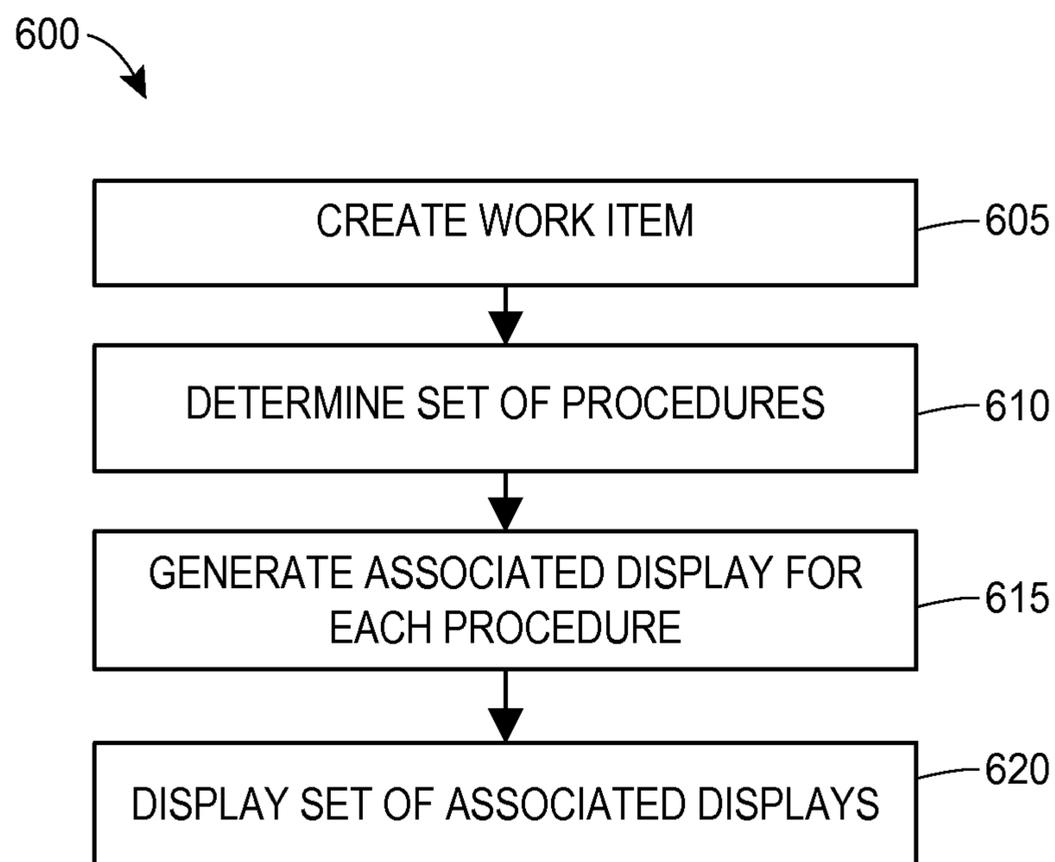 600
CREATE WORK ITEM
605
DETERMINE SET OF PROCEDURES
610
GENERATE ASSOCIATED DISPLAY FOR
EACH PROCEDURE
615
DISPLAY SET OF ASSOCIATED DISPLAYS
620